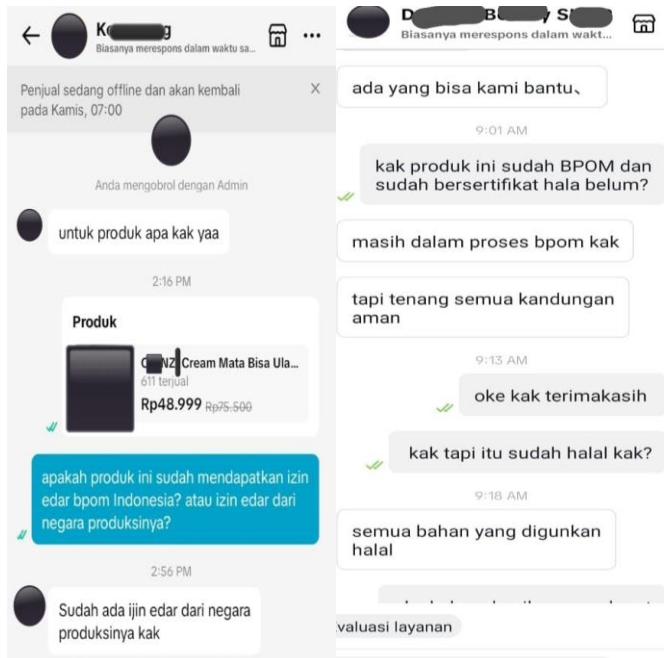 Biasanya merespons dalam waktu sa...
Penjual sedang offline dan akan kembali
pada Kamis, 07:00
X
Anda mengobrol dengan Admin
untuk produk apa kak yaa
2:16 PM
Produk
Cream Mata Bisa Ula...
611 terjual
Rp48.999 Rp75.500
apakah produk ini sudah mendapatkan izin
edar bpom Indonesia? atau izin edar dari
negara produksinya?
2:56 PM
Sudah ada ijin edar dari negara
produksinya kak
Biasanya merespons dalam wakt...
ada yang bisa kami bantu、
9:01 AM
kak produk ini sudah BPOM dan
sudah bersertifikat hala belum?
masih dalam proses bpom kak
tapi tenang semua kandungan
aman
9:13 AM
oke kak terimakasih
kak tapi itu sudah halal kak?
9:18 AM
semua bahan yang digunkan
halal
valuasi layanan